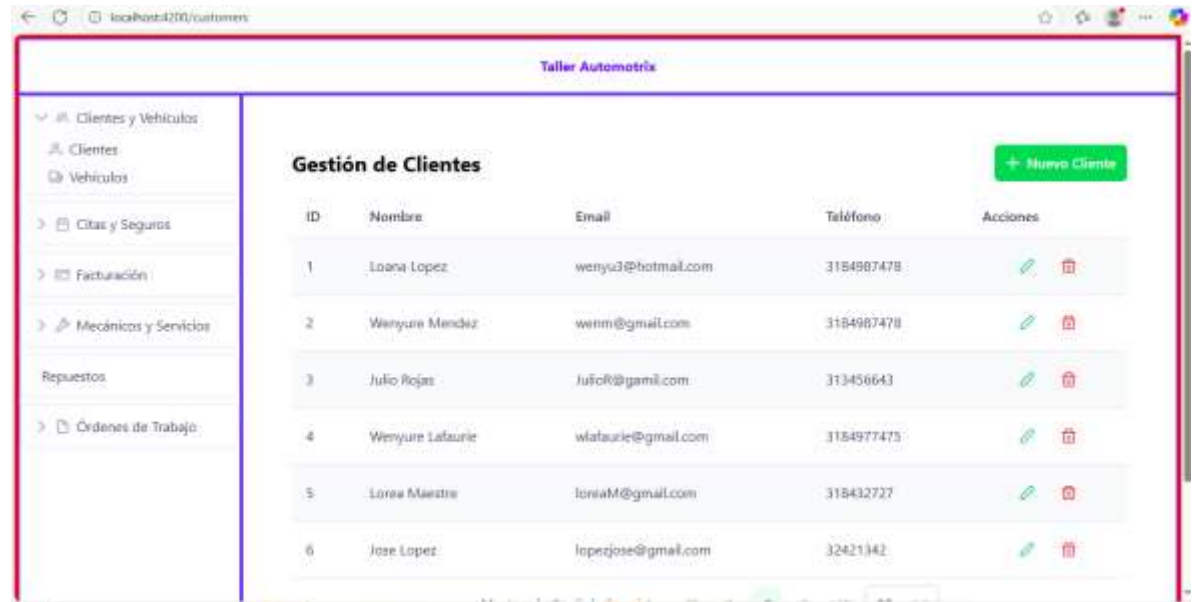 localhost:4200/customers
Taller Automotrix
Clientes y Vehículos
Clientes
Vehículos
Citas y Seguros
Facturación
Mecánicos y Servicios
Repuestos
Órdenes de Trabajo
Gestión de Clientes
+ Nuevo Cliente
ID Nombre Email Teléfono Acciones
1 Loana Lopez wenyu3@hotmail.com 3184987478
2 Wenyure Mendez wenm@gmail.com 3184987478
3 Julio Rojas JulioR@gamil.com 313456643
4 Wenyure Lafaurie wlafaurie@gmail.com 3184977475
5 Lorea Maestre loreaM@gmail.com 318432727
6 Jose Lopez lopezjose@gmail.com 32421342